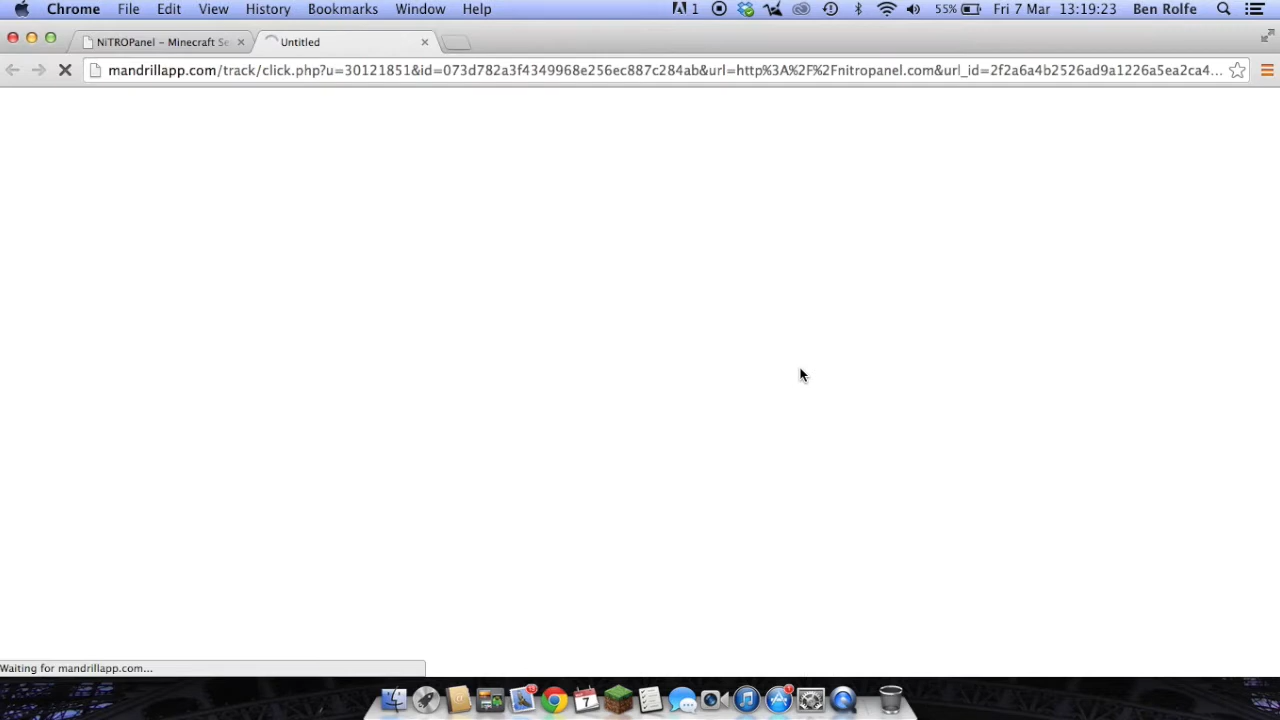 Chrome File Edit View History Bookmarks Window Help 1 55% Fri 7 Mar 13:19:23 Ben Rolfe
NiTROPanel – Minecraft Se Untitled
mandrillapp.com/track/click.php?u=30121851&id=073d782a3f4349968e256ec887c284ab&url=http%3A%2F%2Fnitropanel.com&url_id=2f2a6a4b2526ad9a1226a5ea2ca4...
Waiting for mandrillapp.com...
7